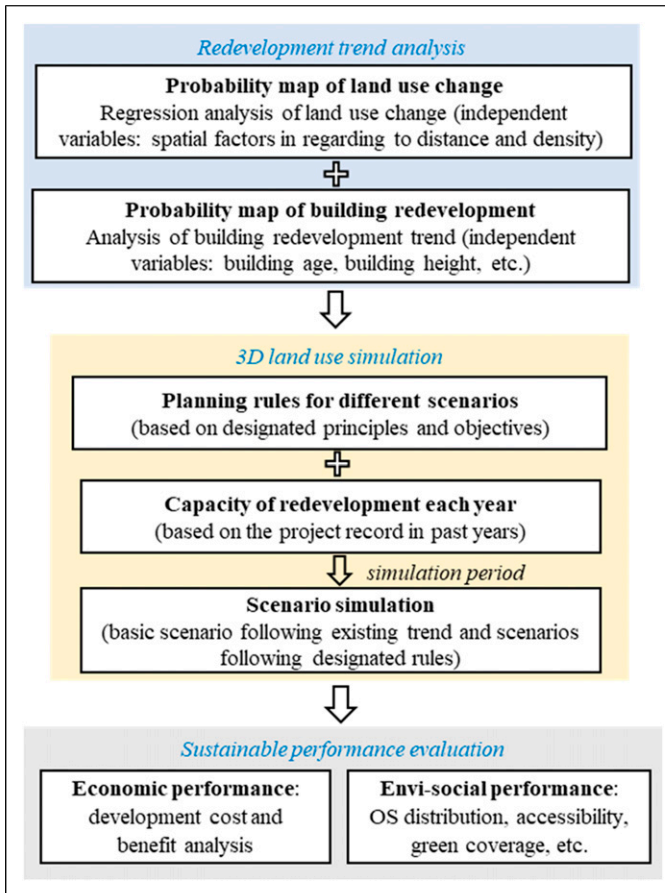 Redevelopment trend analysis
Probability map of land use change
Regression analysis of land use change (independent
variables: spatial factors in regarding to distance and density)
Probability map of building redevelopment
Analysis of building redevelopment trend (independent
variables: building age, building height, etc.)
3D land use simulation
Planning rules for different scenarios
(based on designated principles and objectives)
Capacity of redevelopment each year
(based on the project record in past years)
simulation period
Scenario simulation
(basic scenario following existing trend and scenarios
following designated rules)
Sustainable performance evaluation
Economic performance:
development cost and
benefit analysis
Envi-social performance:
OS distribution, accessibility,
green coverage, etc.